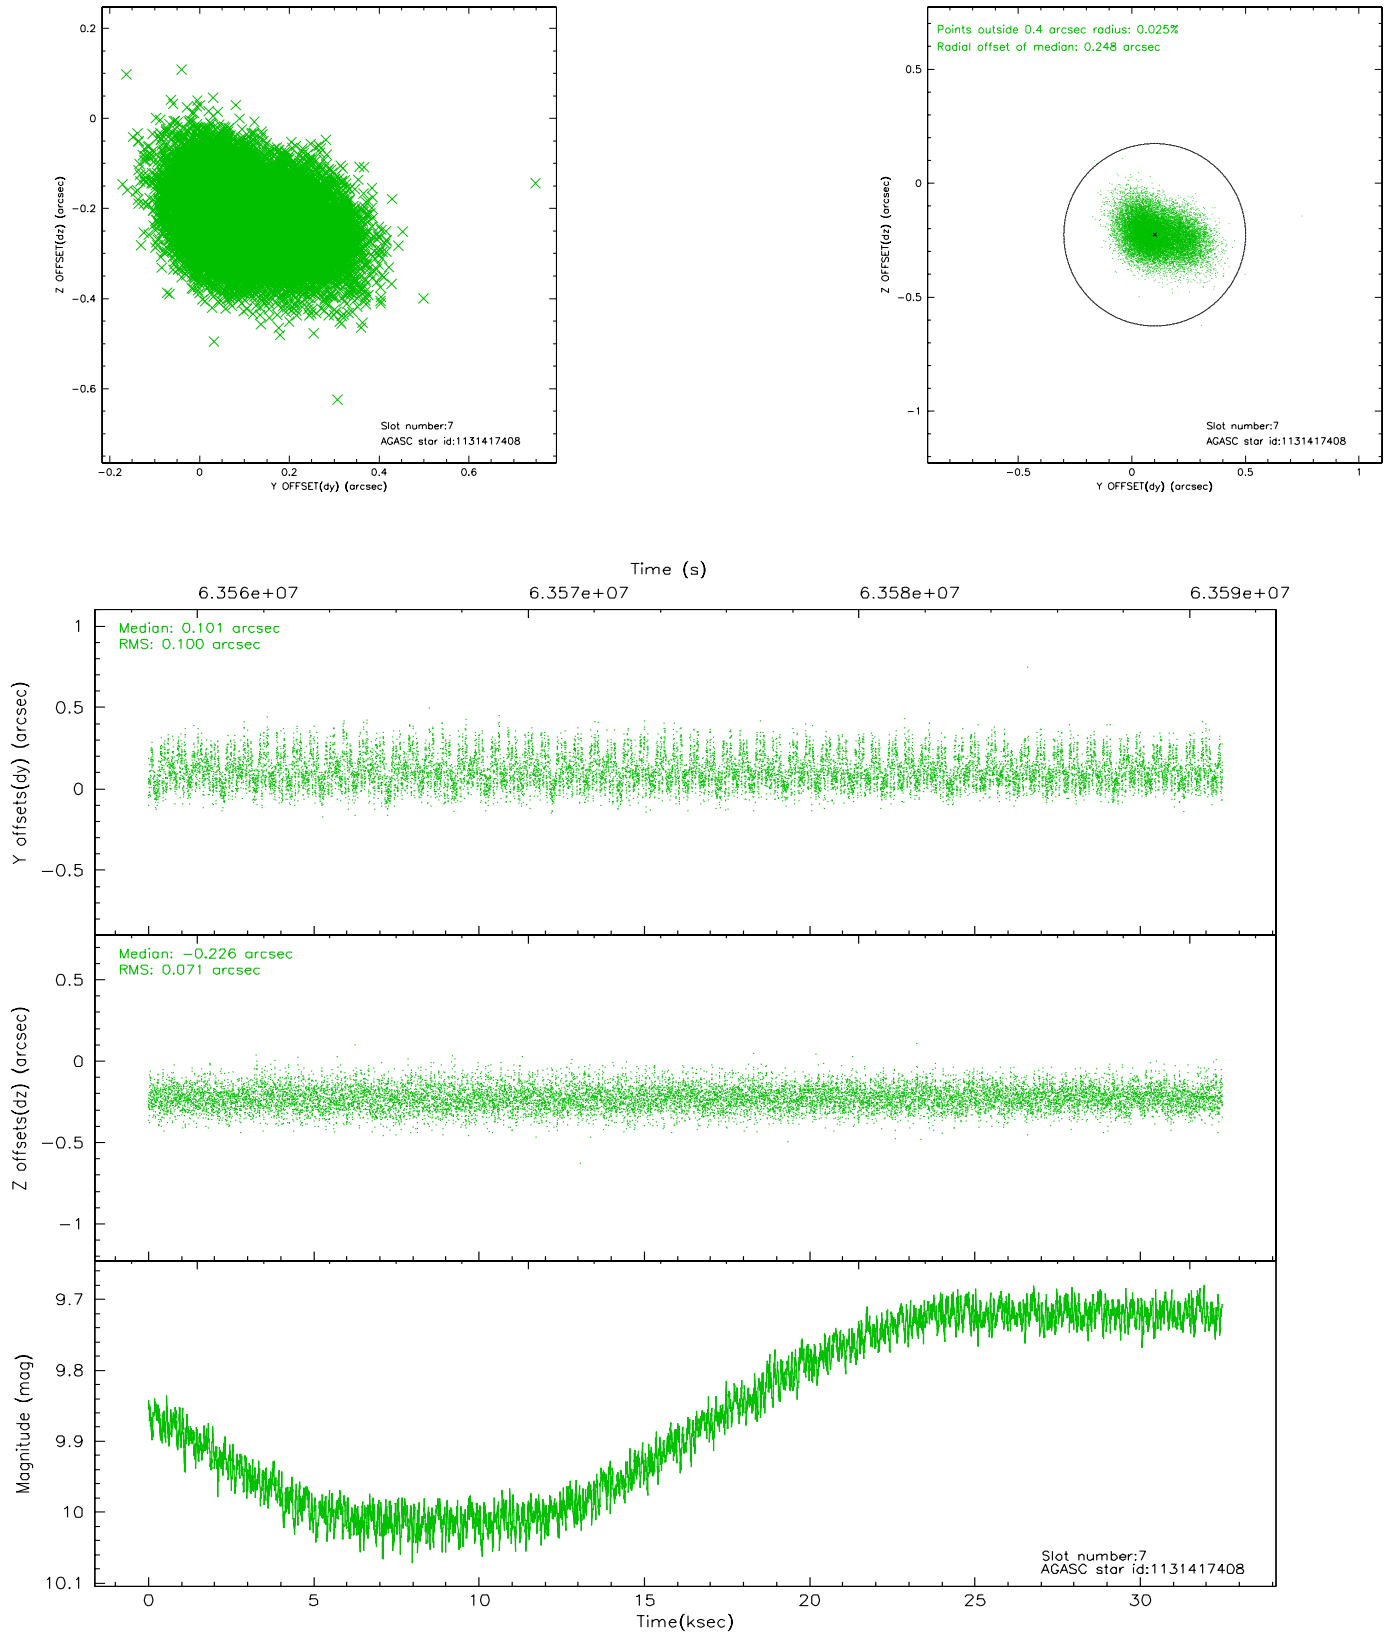 0.2
0
−0.2
−0.4
−0.6
Z OFFSET(dz) (arcsec)
Slot number:7
AGASC star id:1131417408
−0.2 0 0.2 0.4 0.6
Y OFFSET(dy) (arcsec)
Points outside 0.4 arcsec radius: 0.025%
Radial offset of median: 0.248 arcsec
0.5
0
−0.5
−1
Z OFFSET(dz) (arcsec)
Slot number:7
AGASC star id:1131417408
−0.5 0 0.5 1
Y OFFSET(dy) (arcsec)
Time (s)
6.356e+07 6.357e+07 6.358e+07 6.359e+07
Median: 0.101 arcsec
RMS: 0.100 arcsec
1
0.5
0
−0.5
Y offsets(dy) (arcsec)
Median: −0.226 arcsec
RMS: 0.071 arcsec
0.5
0
−0.5
−1
Z offsets(dz) (arcsec)
9.7
9.8
9.9
10
10.1
Magnitude (mag)
Slot number:7
AGASC star id:1131417408
0 5 10 15 20 25 30
Time(ksec)